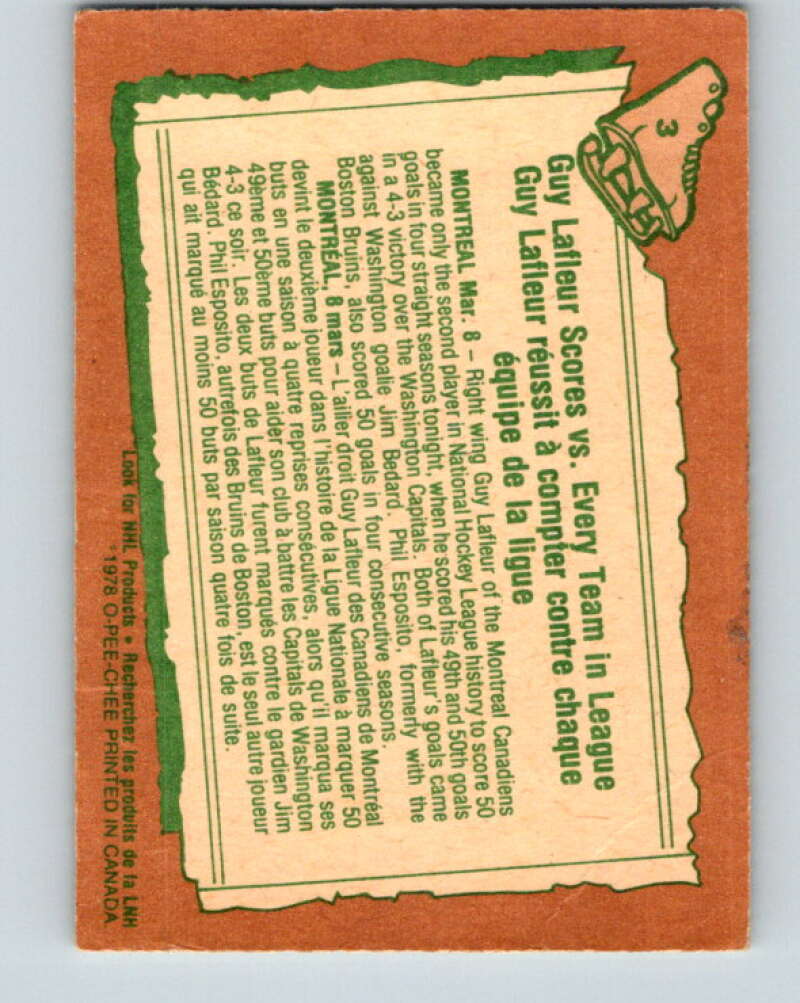 3
Guy Lafleur Scores vs. Every Team in League
Guy Lafleur réussit à compter contre chaque
équipe de la ligue
MONTREAL Mar. 8 – Right wing Guy Lafleur of the Montreal Canadiens
became only the second player in National Hockey League history to score 50
goals in four straight seasons tonight, when he scored his 49th and 50th goals
in a 4-3 victory over the Washington Capitals. Both of Lafleur's goals came
against Washington goalie Jim Bedard. Phil Esposito, formerly with the
Boston Bruins, also scored 50 goals in four consecutive seasons.
MONTRÉAL, 8 mars – L'ailier droit Guy Lafleur des Canadiens de Montréal
devint le deuxième joueur dans l'histoire de la Ligue Nationale à marquer 50
buts en une saison à quatre reprises consécutives, alors qu'il marqua ses
49ème et 50ème buts pour aider son club à battre les Capitals de Washington
4-3 ce soir. Les deux buts de Lafleur furent marqués contre le gardien Jim
Bédard. Phil Esposito, autrefois des Bruins de Boston, est le seul autre joueur
qui ait marqué au moins 50 buts par saison quatre fois de suite.
Look for NHL Products • Recherchez les produits de la LNH
©1978 O-PEE-CHEE PRINTED IN CANADA